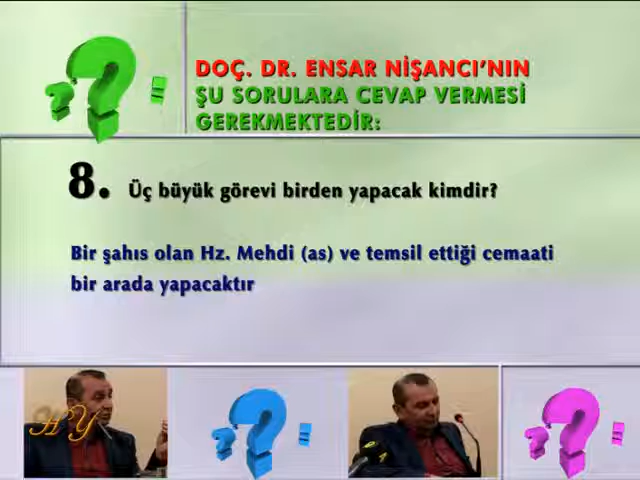 DOÇ. DR. ENSAR NİŞANCI'NIN
ŞU SORULARA CEVAP VERMESİ
GEREKMEKTEDİR:
8. Üç büyük görevi birden yapacak kimdir?
Bir şahıs olan Hz. Mehdi (as) ve temsil ettiği cemaati
bir arada yapacaktır
HY